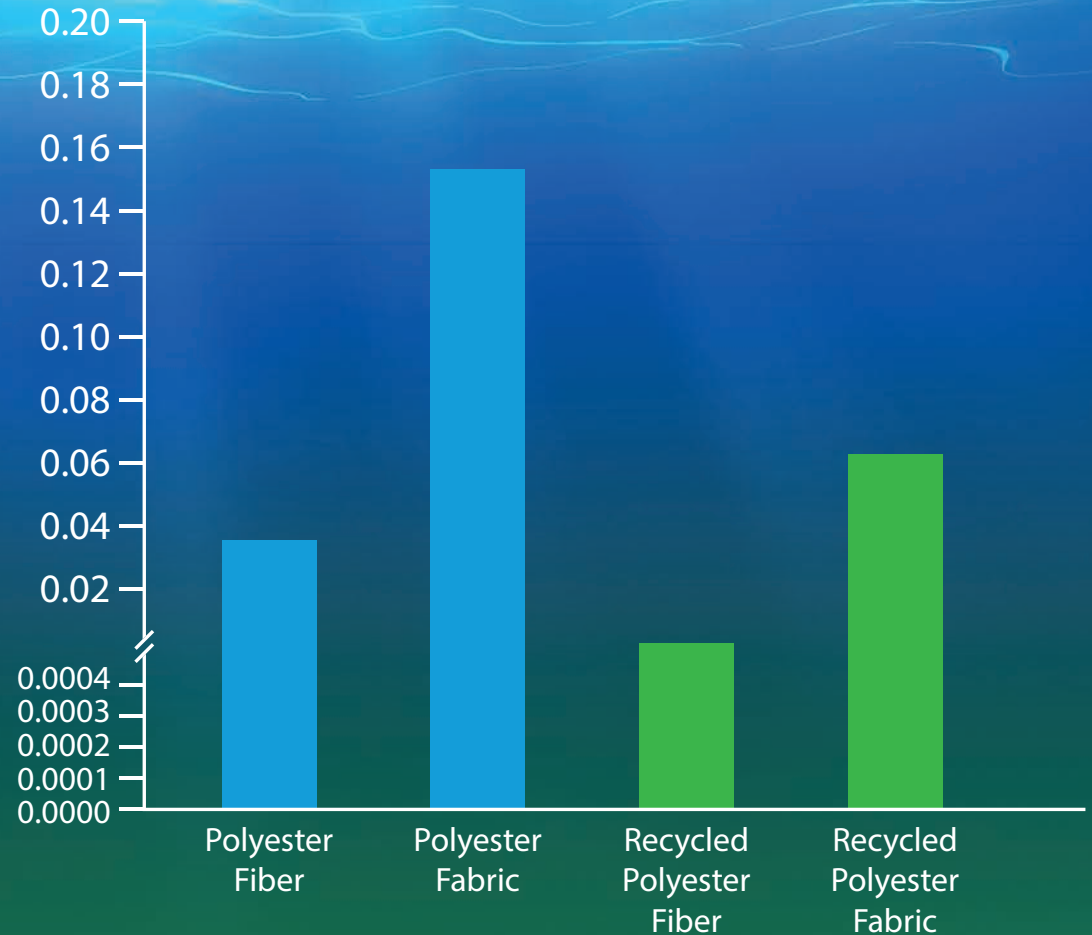 0.20
0.18
0.16
0.14
0.12
0.10
0.08
0.06
0.04
0.02
0.0004
0.0003
0.0002
0.0001
0.0000
Polyester
Fiber
Polyester
Fabric
Recycled
Polyester
Fiber
Recycled
Polyester
Fabric